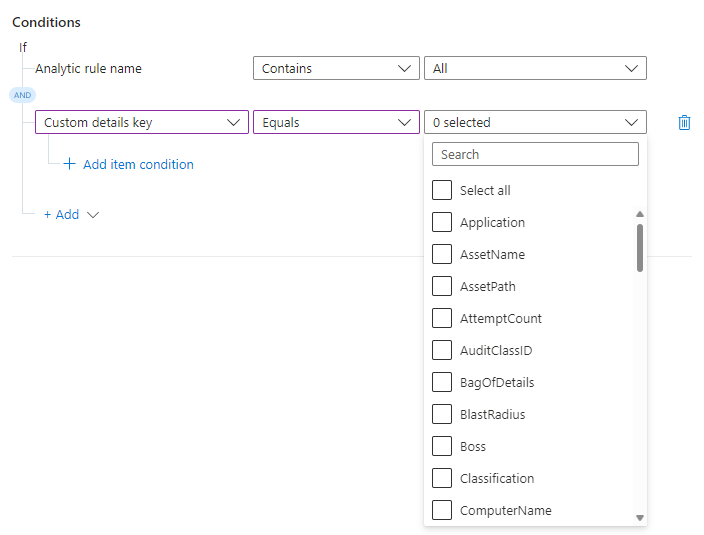 Conditions
If
Analytic rule name Contains All
AND
Custom details key Equals 0 selected
Search
Add item condition
Select all
+ Add
Application
AssetName
AssetPath
AttemptCount
AuditClassID
BagOfDetails
BlastRadius
Boss
Classification
ComputerName